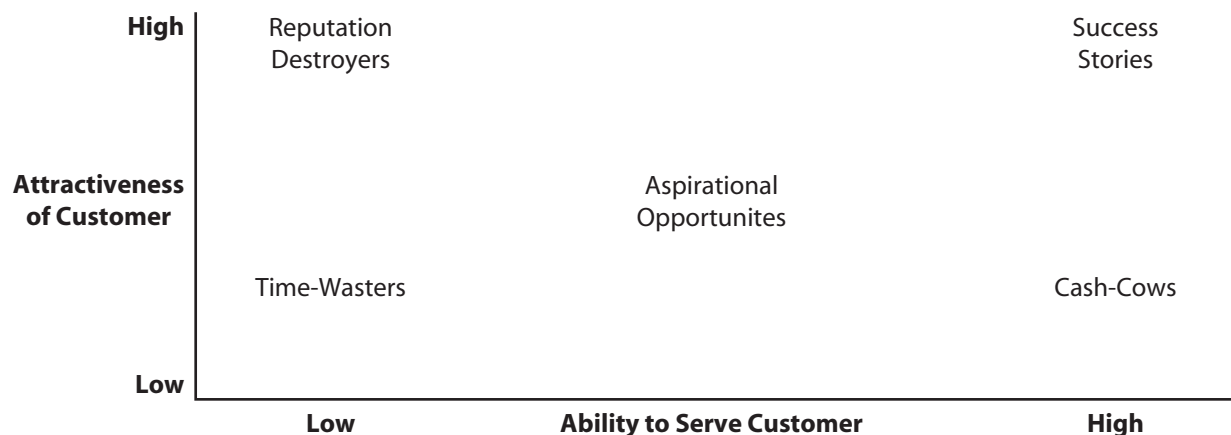 High
Reputation
Destroyers
Success
Stories
Attractiveness
of Customer
Aspirational
Opportunites
Time-Wasters
Cash-Cows
Low
Low
Ability to Serve Customer
High